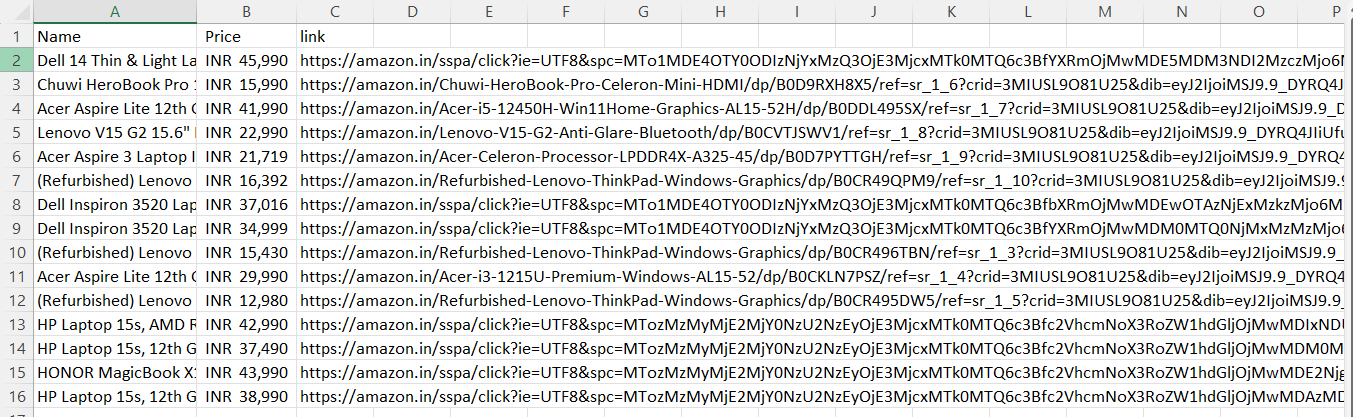 A B C D E F G H I J K L M N O P
1 Name Price link
2 Dell 14 Thin & Light La INR 45,990 https://amazon.in/sspa/click?ie=UTF8&spc=MTo1MDE4OTY0ODIzNjYxMzQ3OjE3MjcxMTk0MTQ6c3BfYXRmOjMwMDE5MDM3NDI2MzczMjo6M
3 Chuwi HeroBook Pro 1 INR 15,990 https://amazon.in/Chuwi-HeroBook-Pro-Celeron-Mini-HDMI/dp/B0D9RXH8X5/ref=sr_1_6?crid=3MIUSL9O81U25&dib=eyJ2IjoiMSJ9.9_DYRQ4J
4 Acer Aspire Lite 12th G INR 41,990 https://amazon.in/Acer-i5-12450H-Win11Home-Graphics-AL15-52H/dp/B0DDL495SX/ref=sr_1_7?crid=3MIUSL9O81U25&dib=eyJ2IjoiMSJ9.9_D
5 Lenovo V15 G2 15.6" INR 22,990 https://amazon.in/Lenovo-V15-G2-Anti-Glare-Bluetooth/dp/B0CVTJSWV1/ref=sr_1_8?crid=3MIUSL9O81U25&dib=eyJ2IjoiMSJ9.9_DYRQ4JIiUfu
6 Acer Aspire 3 Laptop I INR 21,719 https://amazon.in/Acer-Celeron-Processor-LPDDR4X-A325-45/dp/B0D7PYTTGH/ref=sr_1_9?crid=3MIUSL9O81U25&dib=eyJ2IjoiMSJ9.9_DYRQ4
7 (Refurbished) Lenovo INR 16,392 https://amazon.in/Refurbished-Lenovo-ThinkPad-Windows-Graphics/dp/B0CR49QPM9/ref=sr_1_10?crid=3MIUSL9O81U25&dib=eyJ2IjoiMSJ9.9
8 Dell Inspiron 3520 Lap INR 37,016 https://amazon.in/sspa/click?ie=UTF8&spc=MTo1MDE4OTY0ODIzNjYxMzQ3OjE3MjcxMTk0MTQ6c3BfbXRmOjMwMDEwOTAzNjExMzkzMjo6M
9 Dell Inspiron 3520 Lap INR 34,999 https://amazon.in/sspa/click?ie=UTF8&spc=MTo1MDE4OTY0ODIzNjYxMzQ3OjE3MjcxMTk0MTQ6c3BfYXRmOjMwMDM0MTQ0NjMxMzMzMjo6
10 (Refurbished) Lenovo INR 15,430 https://amazon.in/Refurbished-Lenovo-ThinkPad-Windows-Graphics/dp/B0CR496TBN/ref=sr_1_3?crid=3MIUSL9O81U25&dib=eyJ2IjoiMSJ9.9_
11 Acer Aspire Lite 12th G INR 29,990 https://amazon.in/Acer-i3-1215U-Premium-Windows-AL15-52/dp/B0CKLN7PSZ/ref=sr_1_4?crid=3MIUSL9O81U25&dib=eyJ2IjoiMSJ9.9_DYRQ4
12 (Refurbished) Lenovo INR 12,980 https://amazon.in/Refurbished-Lenovo-ThinkPad-Windows-Graphics/dp/B0CR495DW5/ref=sr_1_5?crid=3MIUSL9O81U25&dib=eyJ2IjoiMSJ9.9_
13 HP Laptop 15s, AMD R INR 42,990 https://amazon.in/sspa/click?ie=UTF8&spc=MTozMzMyMjE2MjY0NzU2NzEyOjE3MjcxMTk0MTQ6c3Bfc2VhcmNoX3RoZW1hdGljOjMwMDIxNDU
14 HP Laptop 15s, 12th G INR 37,490 https://amazon.in/sspa/click?ie=UTF8&spc=MTozMzMyMjE2MjY0NzU2NzEyOjE3MjcxMTk0MTQ6c3Bfc2VhcmNoX3RoZW1hdGljOjMwMDM0M
15 HONOR MagicBook X1 INR 43,990 https://amazon.in/sspa/click?ie=UTF8&spc=MTozMzMyMjE2MjY0NzU2NzEyOjE3MjcxMTk0MTQ6c3Bfc2VhcmNoX3RoZW1hdGljOjMwMDE2Njg
16 HP Laptop 15s, 12th G INR 38,990 https://amazon.in/sspa/click?ie=UTF8&spc=MTozMzMyMjE2MjY0NzU2NzEyOjE3MjcxMTk0MTQ6c3Bfc2VhcmNoX3RoZW1hdGljOjMwMDAzMD